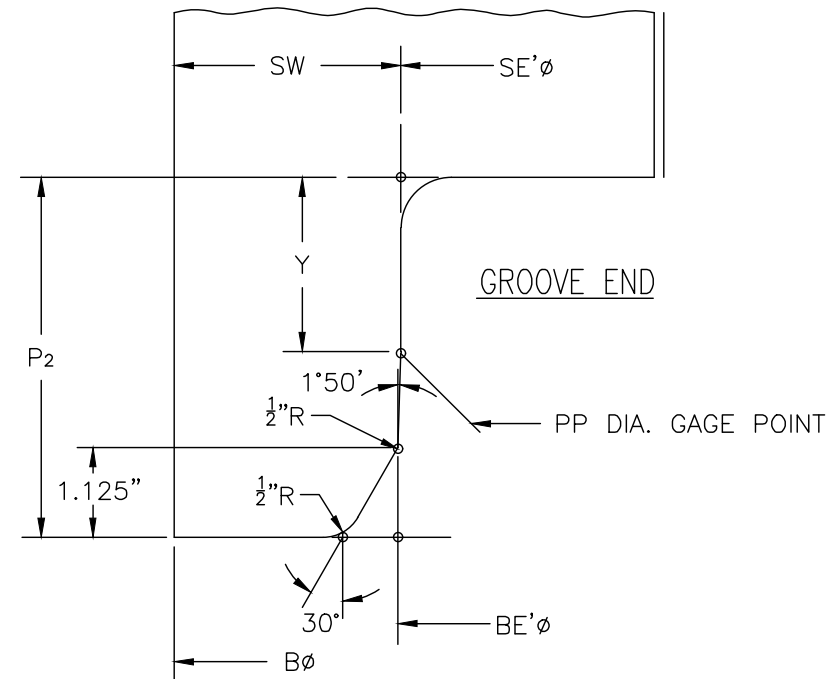 SW
SE'ø
Y
GROOVE END
P2
1°50'
½"R
PP DIA. GAGE POINT
1.125"
½"R
30°
BE'ø
Bø